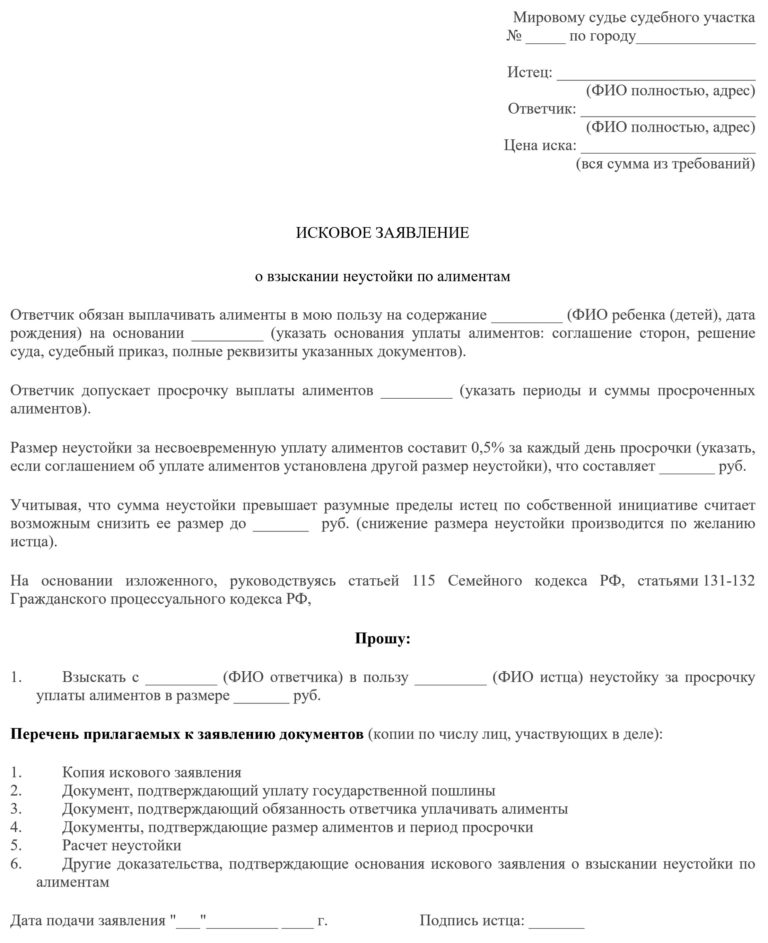 Мировому судье судебного участка
№ _____ по городу_______________
Истец: _________________________
(ФИО полностью, адрес)
Ответчик: ______________________
(ФИО полностью, адрес)
Цена иска: ______________________
(вся сумма из требований)
ИСКОВОЕ ЗАЯВЛЕНИЕ
о взыскании неустойки по алиментам
Ответчик обязан выплачивать алименты в мою пользу на содержание _________ (ФИО ребенка (детей), дата
рождения) на основании _________ (указать основания уплаты алиментов: соглашение сторон, решение
суда, судебный приказ, полные реквизиты указанных документов).
Ответчик допускает просрочку выплаты алиментов _________ (указать периоды и суммы просроченных
алиментов).
Размер неустойки за несвоевременную уплату алиментов составит 0,5% за каждый день просрочки (указать,
если соглашением об уплате алиментов установлена другой размер неустойки), что составляет _______ руб.
Учитывая, что сумма неустойки превышает разумные пределы истец по собственной инициативе считает
возможным снизить ее размер до _______ руб. (снижение размера неустойки производится по желанию
истца).
На основании изложенного, руководствуясь статьей 115 Семейного кодекса РФ, статьями 131-132
Гражданского процессуального кодекса РФ,
Прошу:
1. Взыскать с _________ (ФИО ответчика) в пользу _________ (ФИО истца) неустойку за просрочку
уплаты алиментов в размере _______ руб.
Перечень прилагаемых к заявлению документов (копии по числу лиц, участвующих в деле):
1. Копия искового заявления
2. Документ, подтверждающий уплату государственной пошлины
3. Документ, подтверждающий обязанность ответчика уплачивать алименты
4. Документы, подтверждающие размер алиментов и период просрочки
5. Расчет неустойки
6. Другие доказательства, подтверждающие основания искового заявления о взыскании неустойки по
алиментам
Дата подачи заявления "___"_________ ____ г. Подпись истца: _______